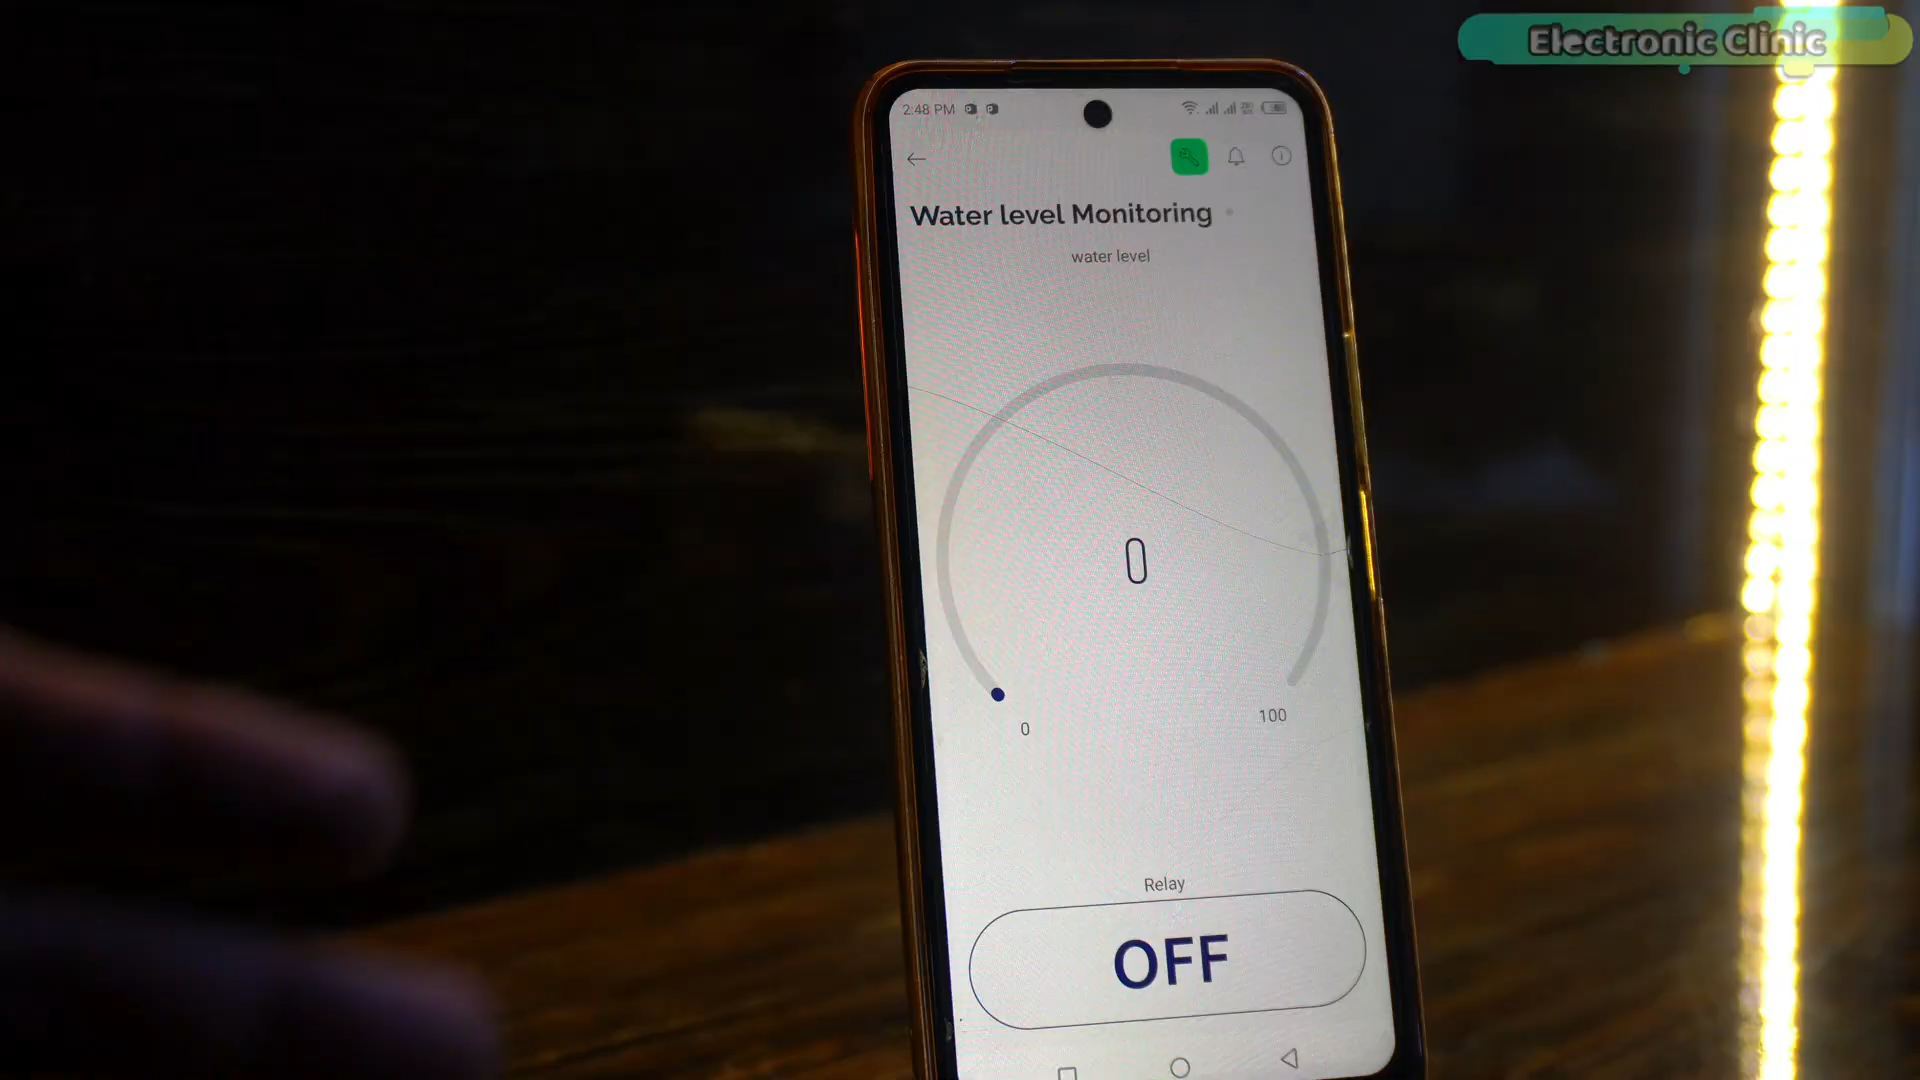 Electronic Clinic
2:48 PM
Water level Monitoring
water level
0
0
100
Relay
OFF